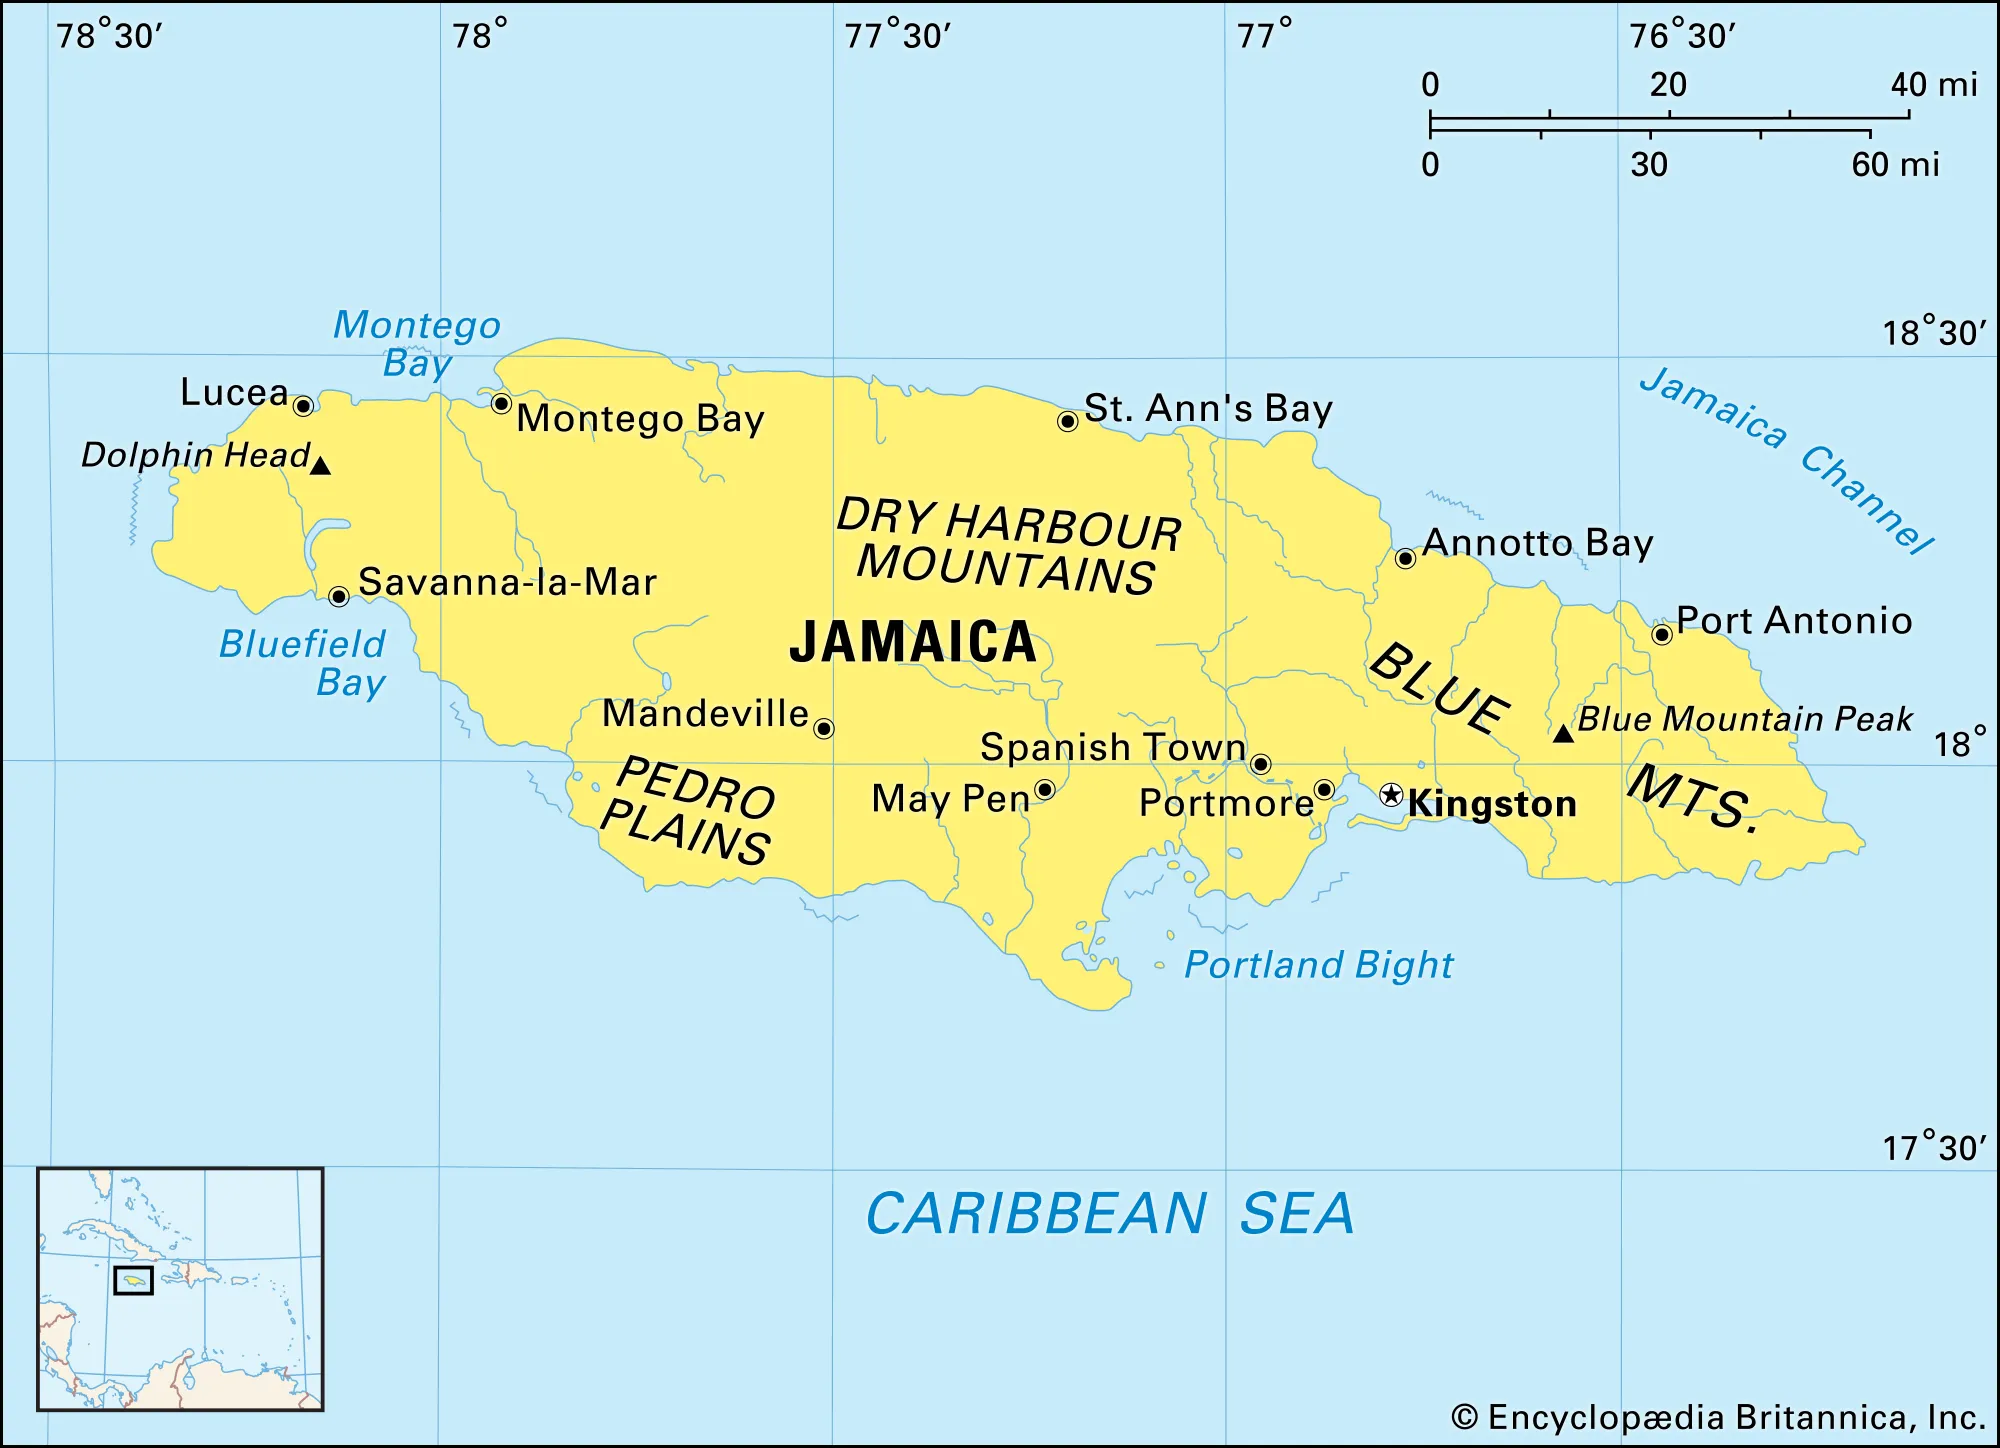 78°30′
78°
77°30′
77°
76°30′
0 20 40 mi
0 30 60 mi
18°30′
Montego
Bay
Jamaica Channel
Lucea
Montego Bay
St. Ann's Bay
Dolphin Head
DRY HARBOUR
MOUNTAINS
Annotto Bay
Savanna-la-Mar
Port Antonio
Bluefield
Bay
JAMAICA
BLUE
MTS.
Mandeville
Blue Mountain Peak
18°
Spanish Town
PEDRO
PLAINS
May Pen
Portmore
Kingston
Portland Bight
17°30′
CARIBBEAN SEA
© Encyclopædia Britannica, Inc.